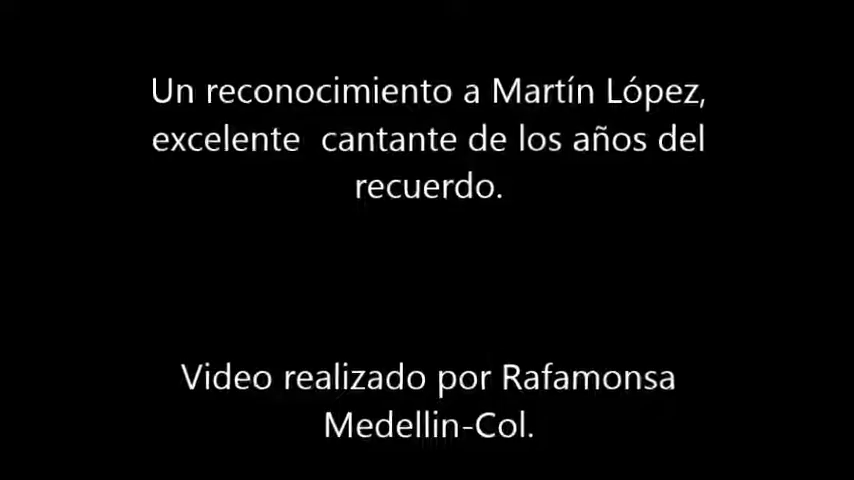 Un reconocimiento a Martín López,
excelente  cantante de los años del
recuerdo.
Video realizado por Rafamonsa
Medellin-Col.